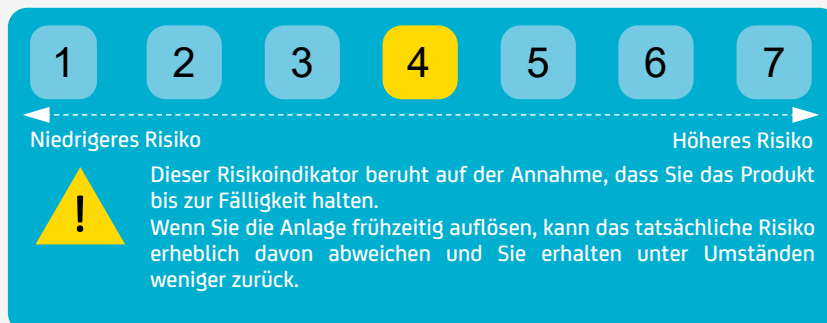 1 2 3 4 5 6 7
Niedrigeres Risiko Höheres Risiko
Dieser Risikoindikator beruht auf der Annahme, dass Sie das Produkt
bis zur Fälligkeit halten.
Wenn Sie die Anlage frühzeitig auflösen, kann das tatsächliche Risiko
erheblich davon abweichen und Sie erhalten unter Umständen
weniger zurück.
!